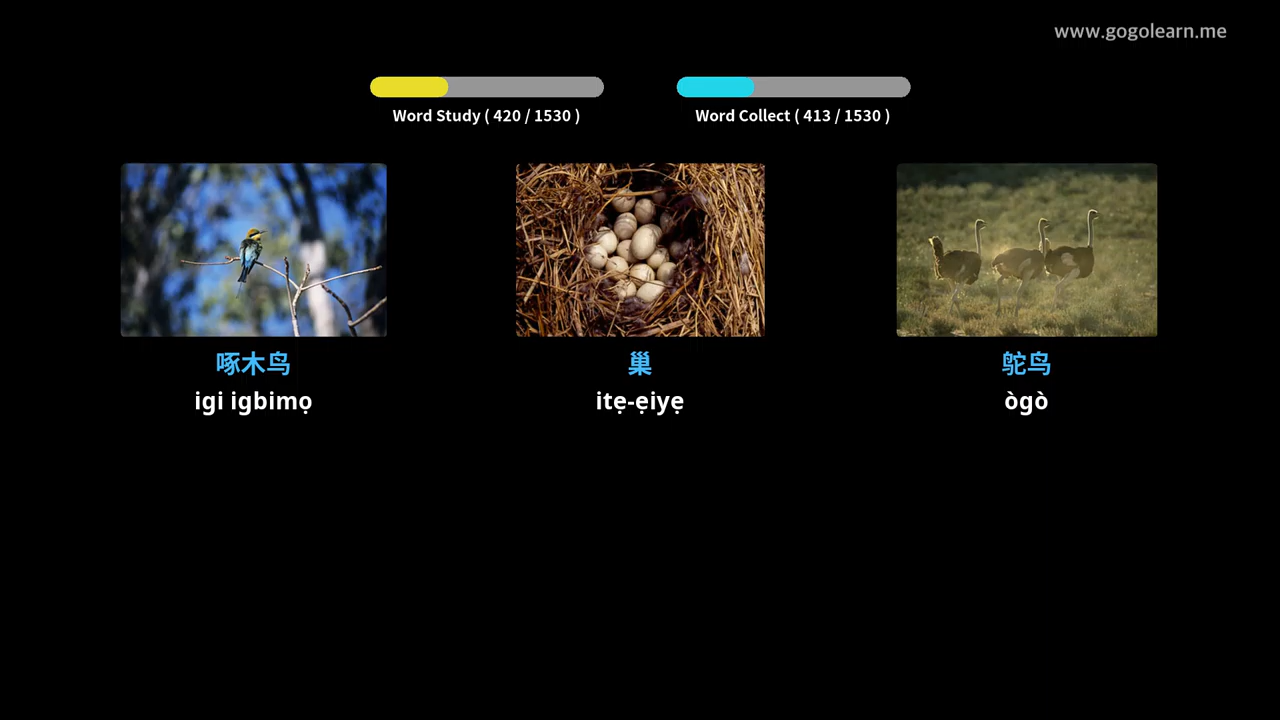 www.gogolearn.me
Word Study ( 420 / 1530 )
Word Collect ( 413 / 1530 )
啄木鸟
igi igbimọ
巢
itẹ-ẹiyẹ
鸵鸟
ògò